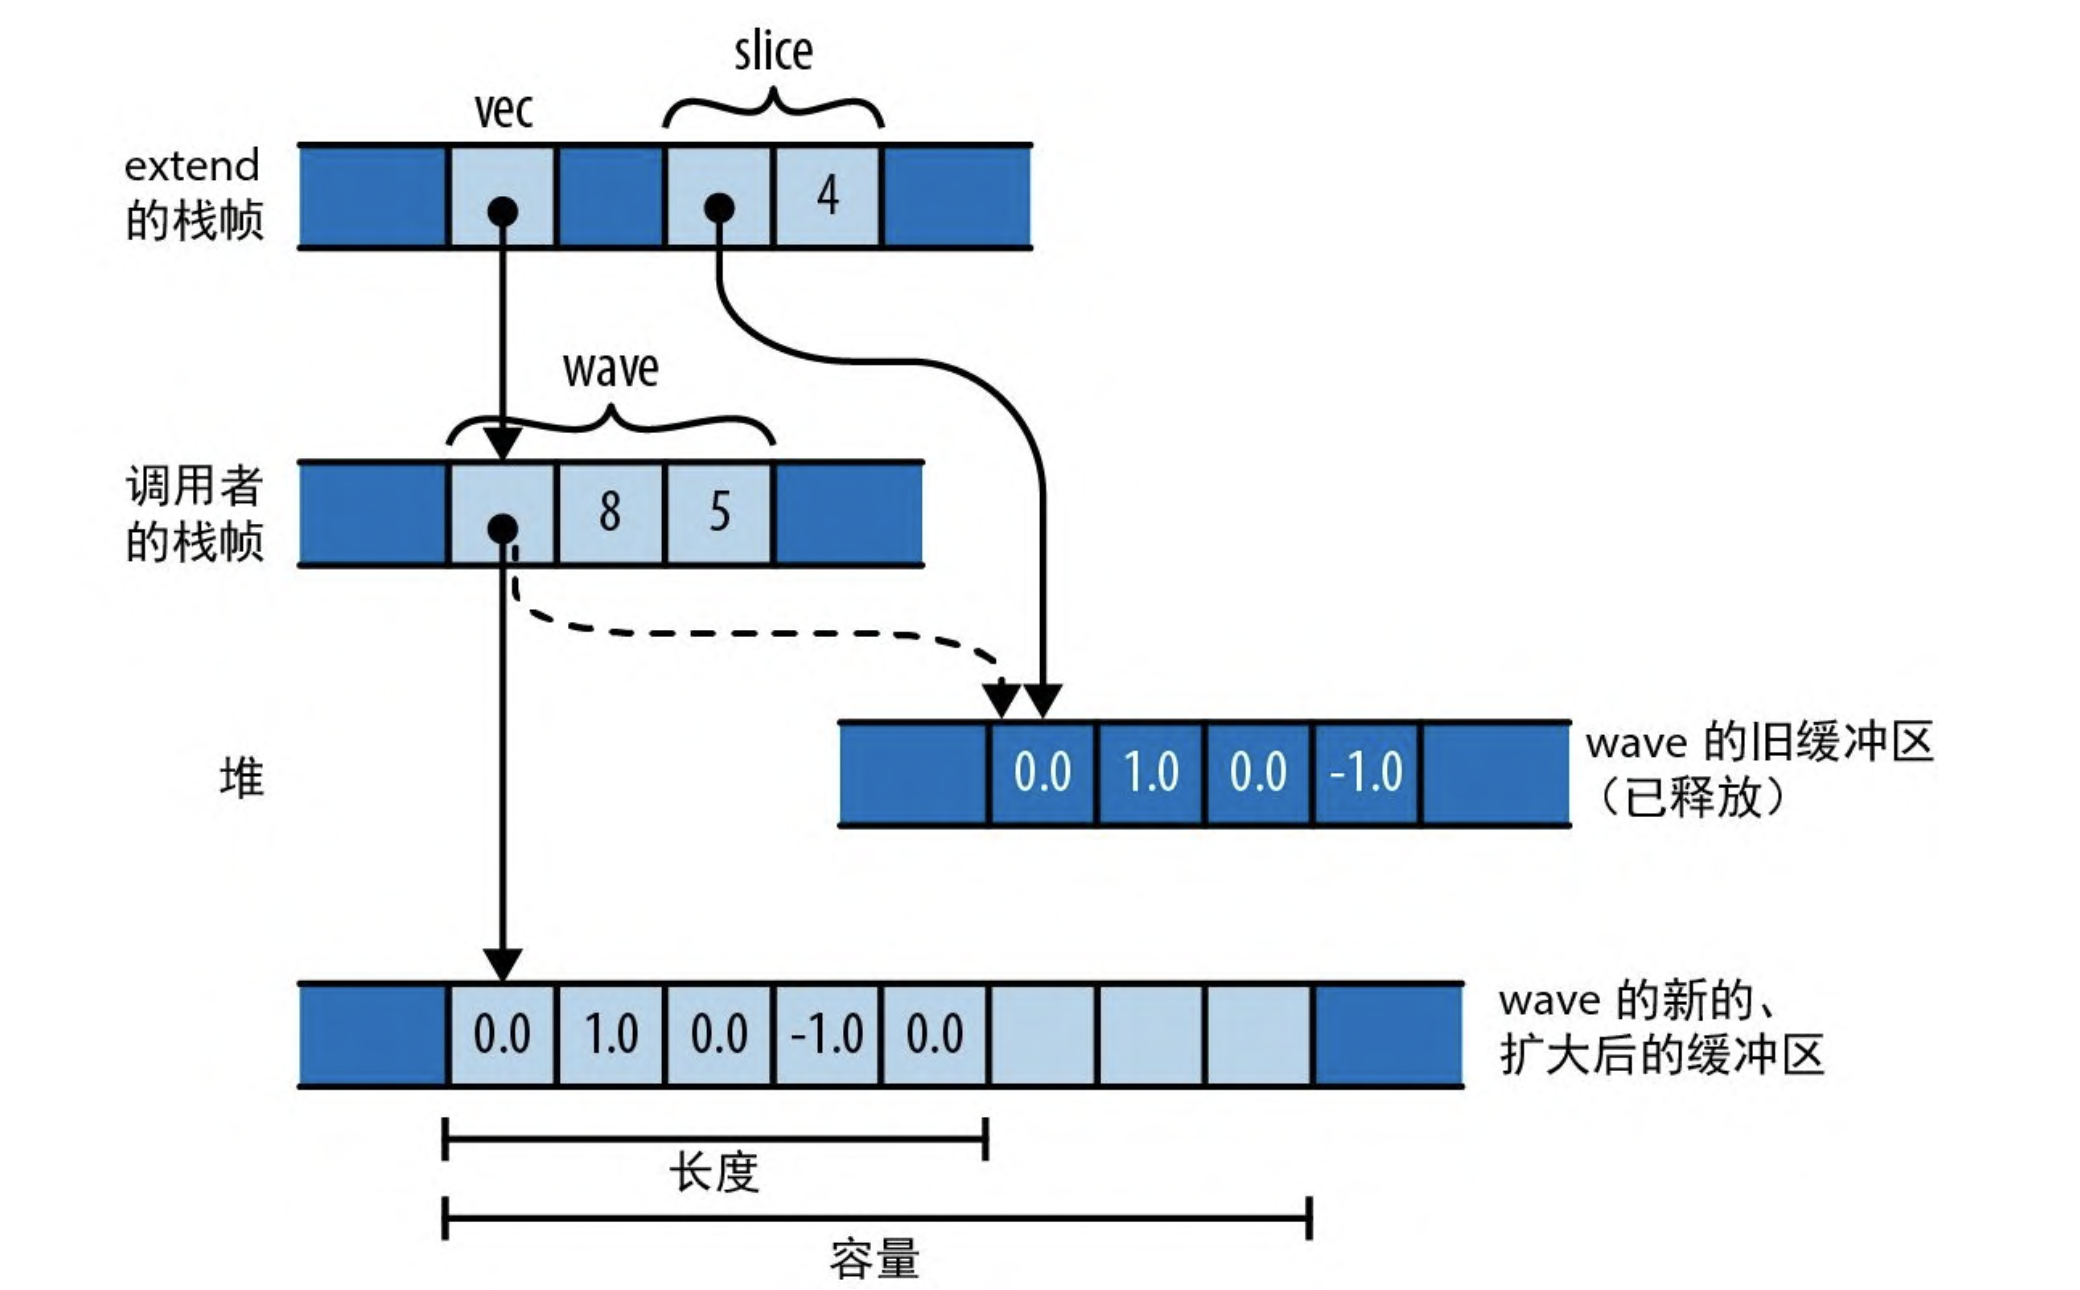 slice
vec
extend
的栈帧
4
wave
调用者
的栈帧
8 5
堆
0.0 1.0 0.0 -1.0
wave 的旧缓冲区
（已释放）
0.0 1.0 0.0 -1.0 0.0
wave 的新的、
扩大后的缓冲区
长度
容量